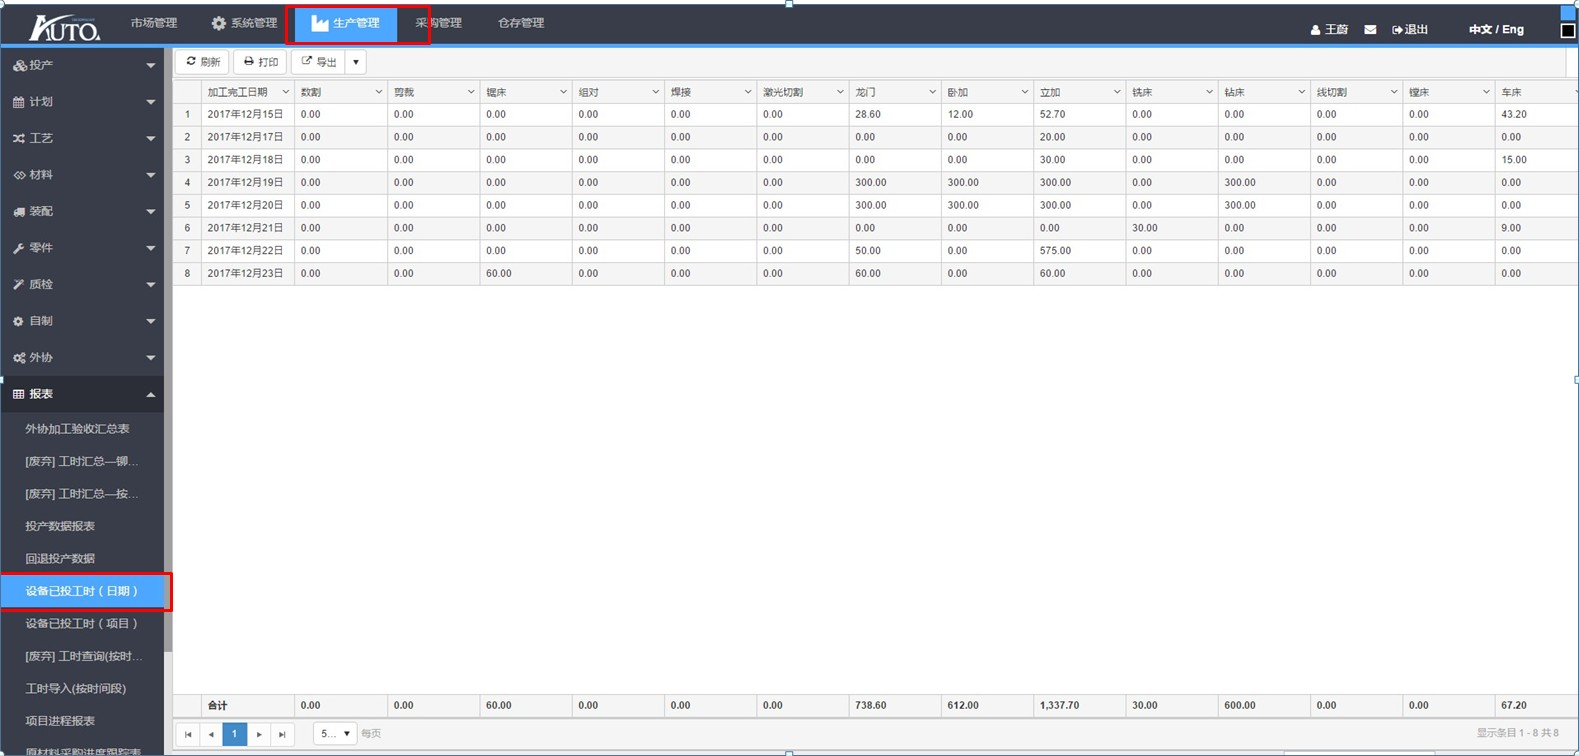 AUTO. 市场管理 系统管理 生产管理 采购管理 仓存管理 王蔚 退出 中文 / Eng
投产
计划
工艺
材料
装配
零件
质检
自制
外协
报表
外协加工验收汇总表
[废弃] 工时汇总—铆...
[废弃] 工时汇总—按...
投产数据报表
回退投产数据
设备已投工时（日期）
设备已投工时（项目）
[废弃] 工时查询(按时...
工时导入(按时间段)
项目进程报表
原材料采购进度跟踪表
刷新 打印 导出
加工完工日期 数割 剪裁 锯床 组对 焊接 激光切割 龙门 卧加 立加 铣床 钻床 线切割 镗床 车床
1 2017年12月15日 0.00 0.00 0.00 0.00 0.00 0.00 28.60 12.00 52.70 0.00 0.00 0.00 0.00 43.20
2 2017年12月17日 0.00 0.00 0.00 0.00 0.00 0.00 0.00 0.00 20.00 0.00 0.00 0.00 0.00 0.00
3 2017年12月18日 0.00 0.00 0.00 0.00 0.00 0.00 0.00 0.00 30.00 0.00 0.00 0.00 0.00 15.00
4 2017年12月19日 0.00 0.00 0.00 0.00 0.00 0.00 300.00 300.00 300.00 0.00 300.00 0.00 0.00 0.00
5 2017年12月20日 0.00 0.00 0.00 0.00 0.00 0.00 300.00 300.00 300.00 0.00 300.00 0.00 0.00 0.00
6 2017年12月21日 0.00 0.00 0.00 0.00 0.00 0.00 0.00 0.00 0.00 30.00 0.00 0.00 0.00 9.00
7 2017年12月22日 0.00 0.00 0.00 0.00 0.00 0.00 50.00 0.00 575.00 0.00 0.00 0.00 0.00 0.00
8 2017年12月23日 0.00 0.00 60.00 0.00 0.00 0.00 60.00 0.00 60.00 0.00 0.00 0.00 0.00 0.00
合计 0.00 0.00 60.00 0.00 0.00 0.00 738.60 612.00 1,337.70 30.00 600.00 0.00 0.00 67.20
1 5... 每页 显示条目 1 - 8 共 8